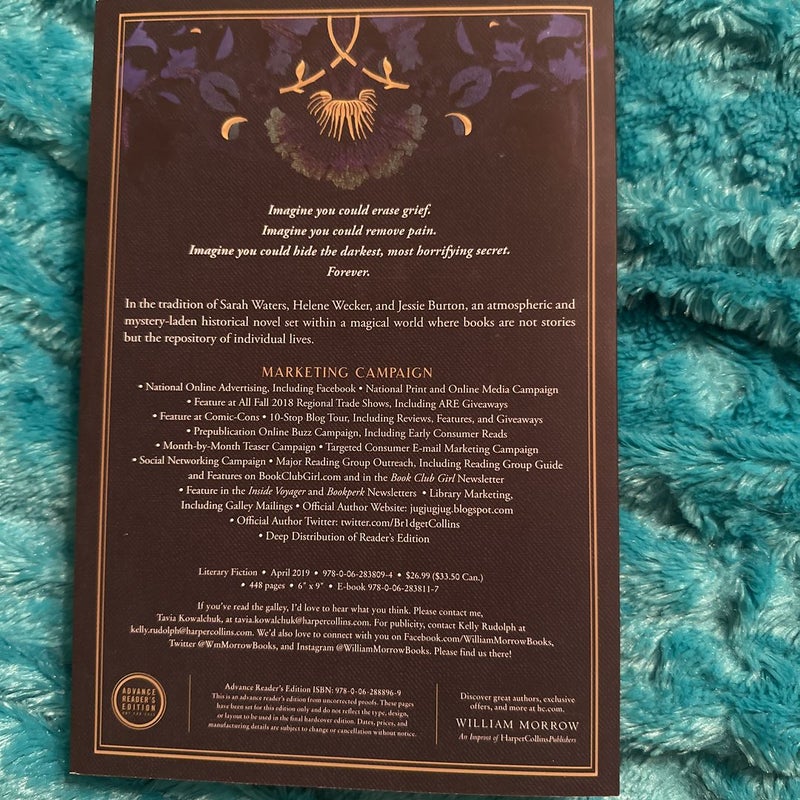 Imagine you could erase grief.
Imagine you could remove pain.
Imagine you could hide the darkest, most horrifying secret.
Forever.
In the tradition of Sarah Waters, Helene Wecker, and Jessie Burton, an atmospheric and
mystery-laden historical novel set within a magical world where books are not stories
but the repository of individual lives.
MARKETING CAMPAIGN
• National Online Advertising, Including Facebook • National Print and Online Media Campaign
• Feature at All Fall 2018 Regional Trade Shows, Including ARE Giveaways
• Feature at Comic-Cons • 10-Stop Blog Tour, Including Reviews, Features, and Giveaways
• Prepublication Online Buzz Campaign, Including Early Consumer Reads
• Month-by-Month Teaser Campaign • Targeted Consumer E-mail Marketing Campaign
• Social Networking Campaign • Major Reading Group Outreach, Including Reading Group Guide
and Features on BookClubGirl.com and in the Book Club Girl Newsletter
• Feature in the Inside Voyager and Bookperk Newsletters • Library Marketing,
Including Galley Mailings • Official Author Website: jugjugjug.blogspot.com
• Official Author Twitter: twitter.com/Br1dgetCollins
• Deep Distribution of Reader's Edition
Literary Fiction • April 2019 • 978-0-06-283809-4 • $26.99 ($33.50 Can.)
• 448 pages • 6" x 9" • E-book 978-0-06-283811-7
If you've read the galley, I'd love to hear what you think. Please contact me,
Tavia Kowalchuk, at tavia.kowalchuk@harpercollins.com. For publicity, contact Kelly Rudolph at
kelly.rudolph@harpercollins.com. We'd also love to connect with you on Facebook.com/WilliamMorrowBooks,
Twitter @WmMorrowBooks, and Instagram @WilliamMorrowBooks. Please find us there!
ADVANCE
READER'S
EDITION
NOT FOR SALE
Advance Reader's Edition ISBN: 978-0-06-288896-9
This is an advance reader's edition from uncorrected proofs. These pages
have been set for this edition only and do not reflect the type, design,
or layout to be used in the final hardcover edition. Dates, prices, and
manufacturing details are subject to change or cancellation without notice.
Discover great authors, exclusive
offers, and more at hc.com.
WILLIAM MORROW
An Imprint of HarperCollinsPublishers